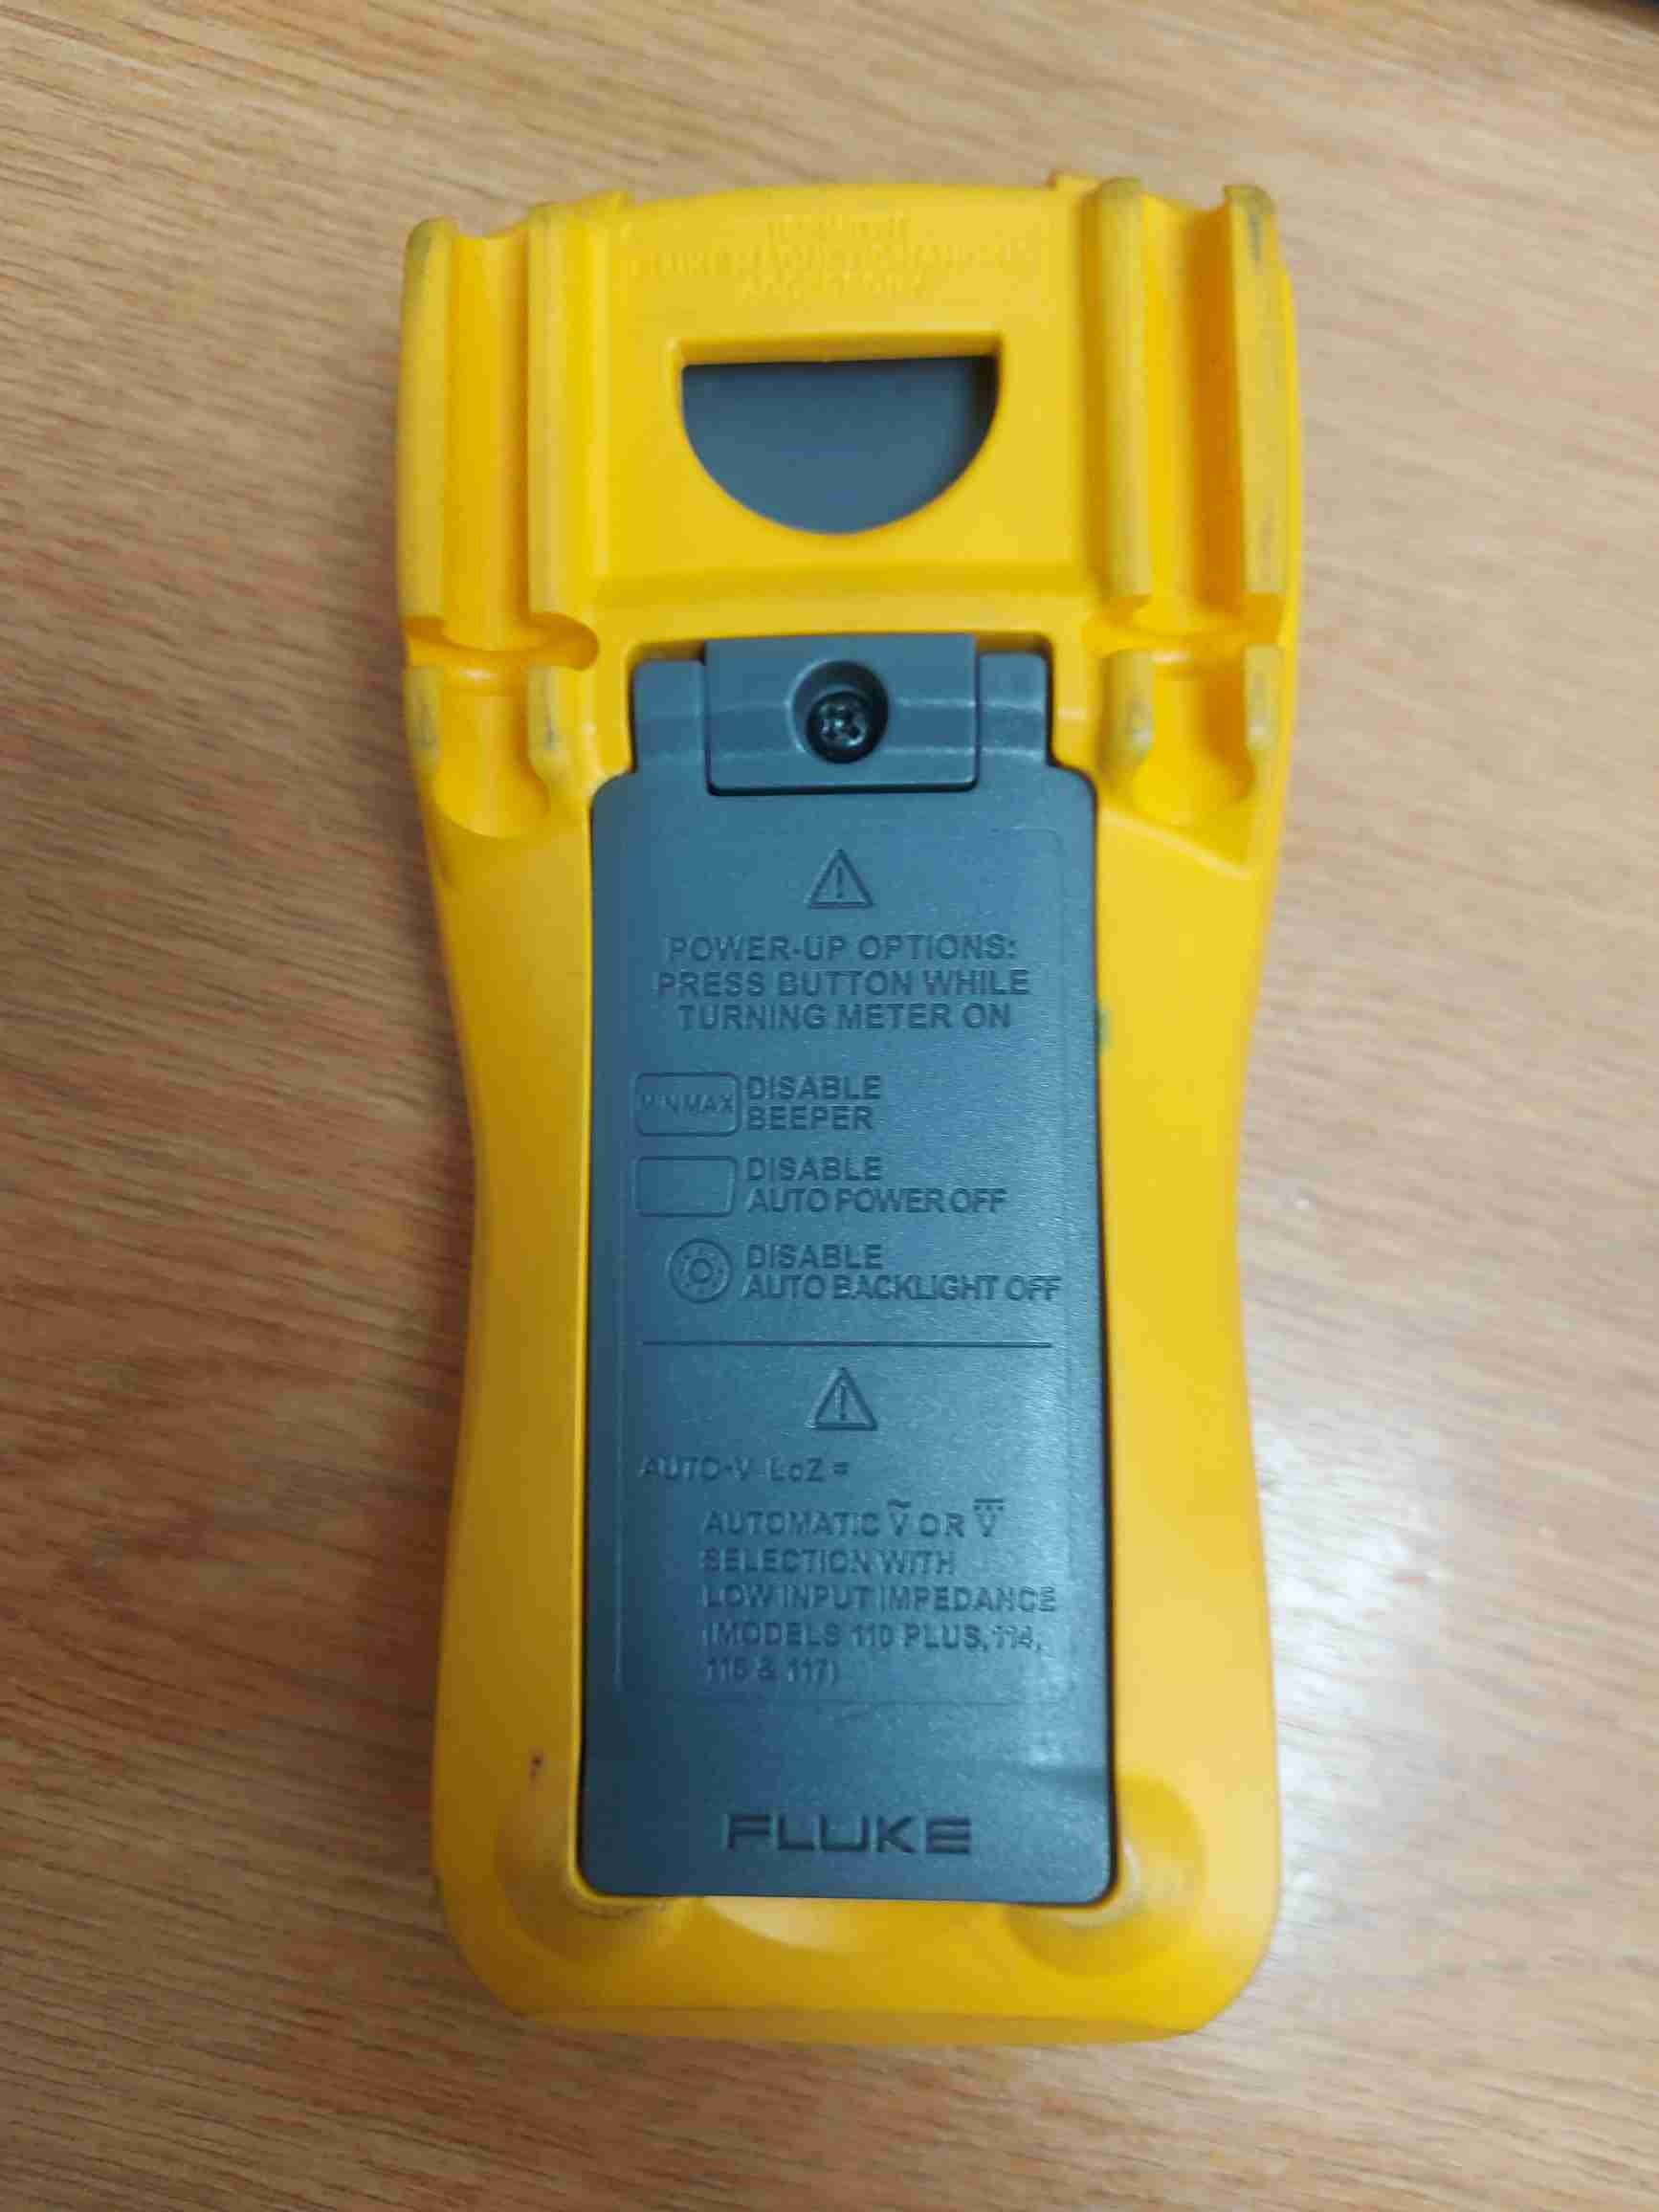 POWER-UP OPTIONS:
PRESS BUTTON WHILE
TURNING METER ON
MIN MAX DISABLE
BEEPER
DISABLE
AUTO POWER OFF
DISABLE
AUTO BACKLIGHT OFF
AUTO-V LoZ =
AUTOMATIC Ṽ OR V⎓
SELECTION WITH
LOW INPUT IMPEDANCE
(MODELS 110 PLUS, 114,
115 & 117)
FLUKE